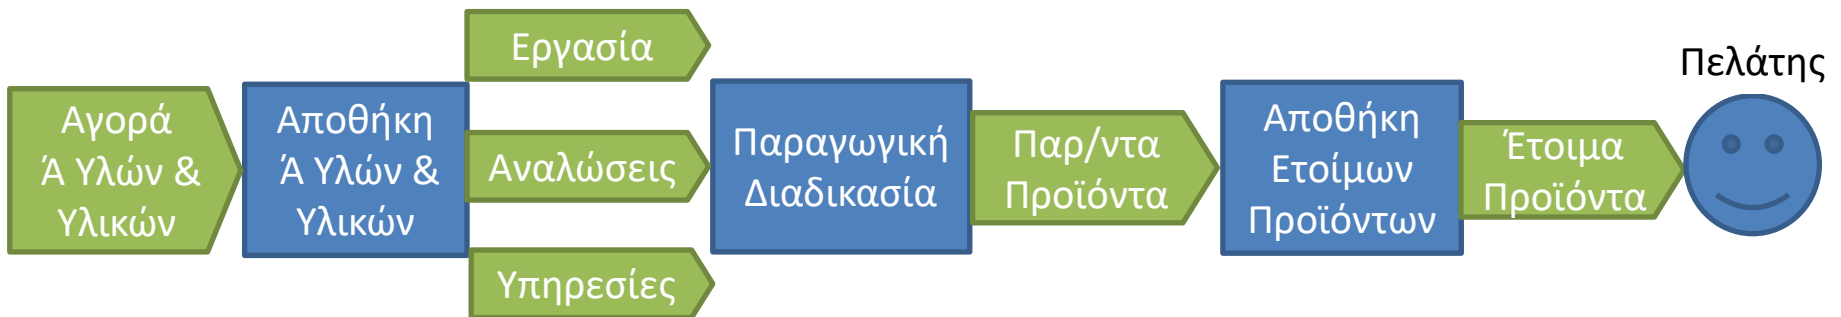 Αγορά
Ά Υλών &
Υλικών
Αποθήκη
Ά Υλών &
Υλικών
Εργασία
Αναλώσεις
Υπηρεσίες
Παραγωγική
Διαδικασία
Παρ/ντα
Προϊόντα
Αποθήκη
Ετοίμων
Προϊόντων
Έτοιμα
Προϊόντα
Πελάτης